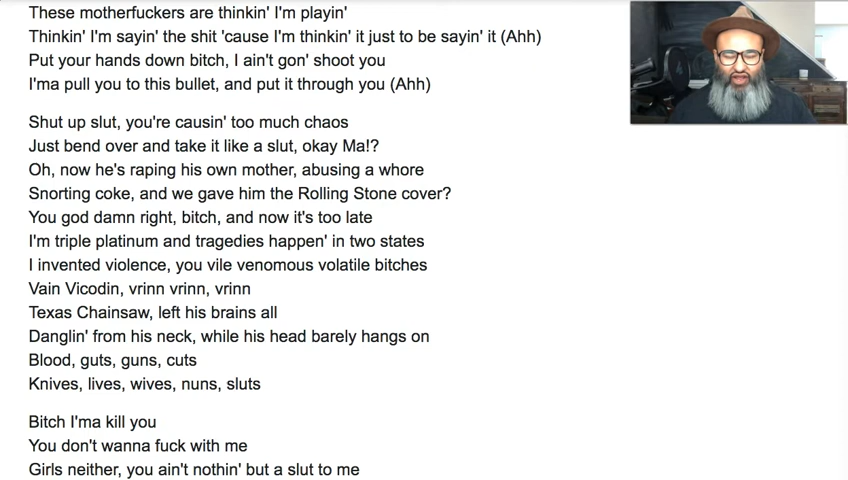 These motherfuckers are thinkin' I'm playin'
Thinkin' I'm sayin' the shit 'cause I'm thinkin' it just to be sayin' it (Ahh)
Put your hands down bitch, I ain't gon' shoot you
I'ma pull you to this bullet, and put it through you (Ahh)
Shut up slut, you're causin' too much chaos
Just bend over and take it like a slut, okay Ma!?
Oh, now he's raping his own mother, abusing a whore
Snorting coke, and we gave him the Rolling Stone cover?
You god damn right, bitch, and now it's too late
I'm triple platinum and tragedies happen' in two states
I invented violence, you vile venomous volatile bitches
Vain Vicodin, vrinn vrinn, vrinn
Texas Chainsaw, left his brains all
Danglin' from his neck, while his head barely hangs on
Blood, guts, guns, cuts
Knives, lives, wives, nuns, sluts
Bitch I'ma kill you
You don't wanna fuck with me
Girls neither, you ain't nothin' but a slut to me